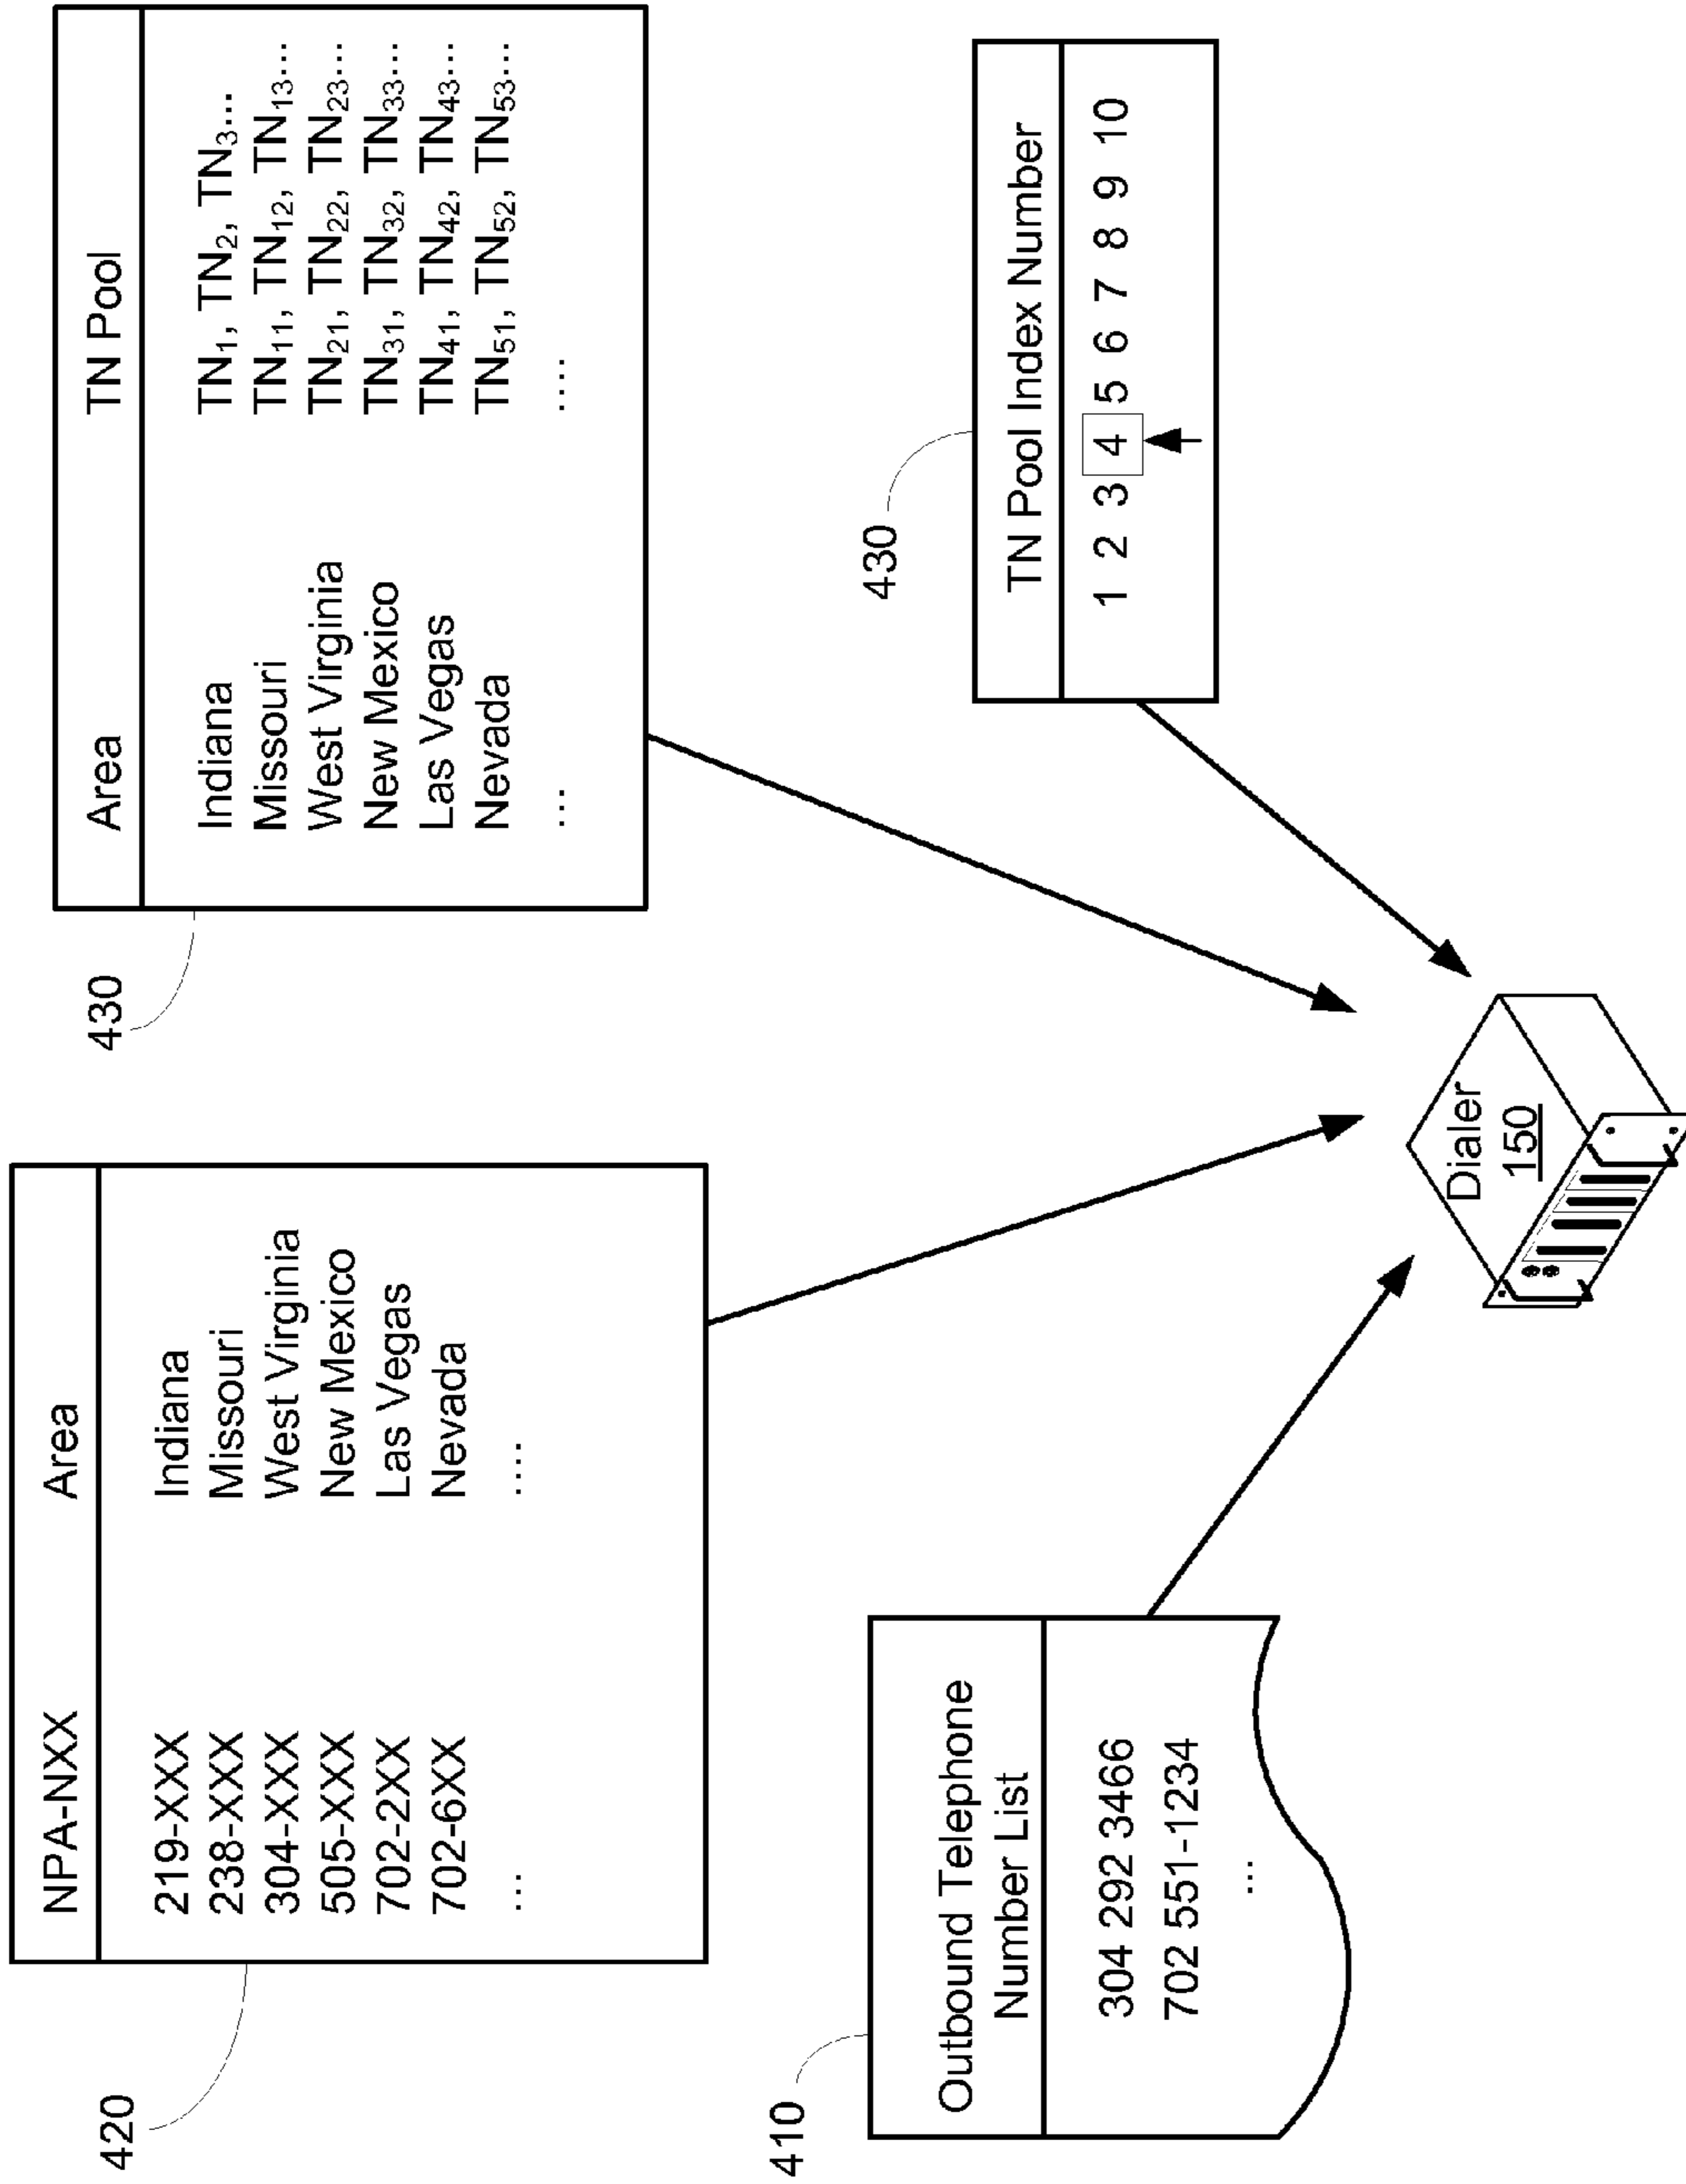 420
NPA-NXX Area
219-XXX Indiana
238-XXX Missouri
304-XXX West Virginia
505-XXX New Mexico
702-2XX Las Vegas
702-6XX Nevada
... ....
430
Area TN Pool
Indiana TN1, TN2, TN3...
Missouri TN11, TN12, TN13...
West Virginia TN21, TN22, TN23...
New Mexico TN31, TN32, TN33...
Las Vegas TN41, TN42, TN43...
Nevada TN51, TN52, TN53...
... ....
410
Outbound Telephone
Number List
304 292 3466
702 551-1234
...
430
TN Pool Index Number
1 2 3 4 5 6 7 8 9 10
Dialer
150